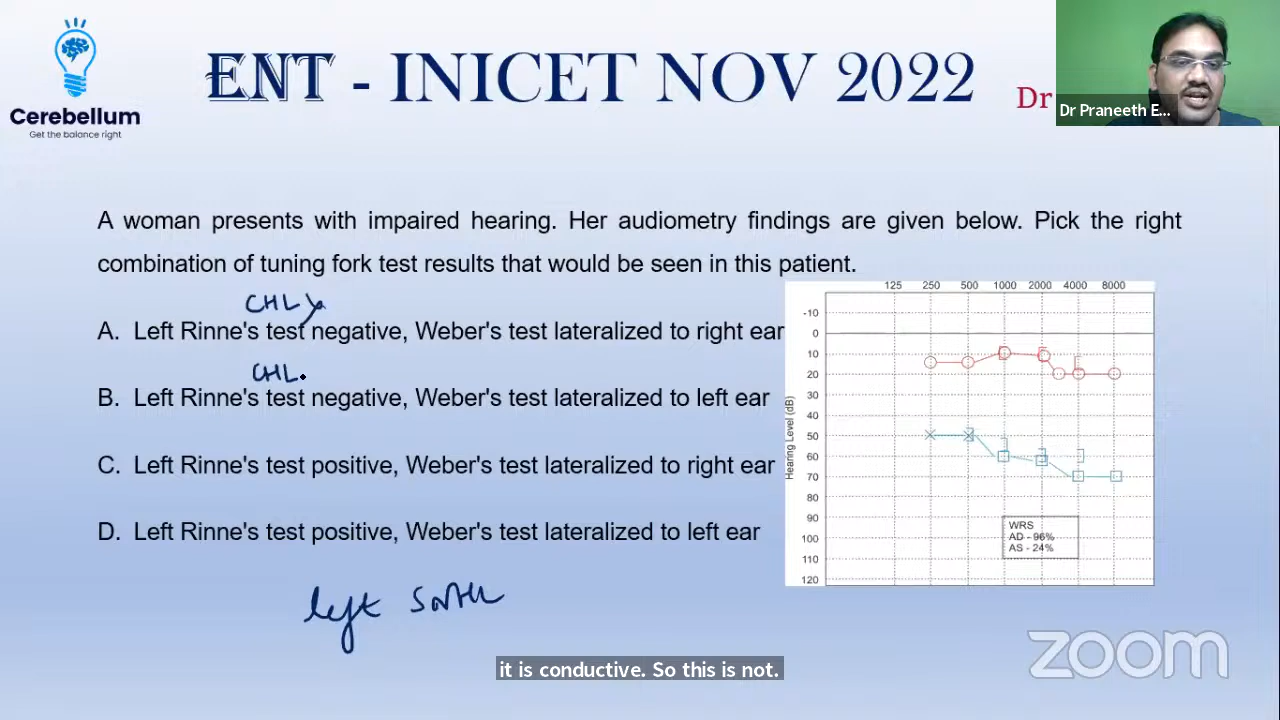 Cerebellum
Get the balance right
ENT - INICET NOV 2022
Dr
Dr Praneeth E...
A woman presents with impaired hearing. Her audiometry findings are given below. Pick the right
combination of tuning fork test results that would be seen in this patient.
CHL
A. Left Rinne's test negative, Weber's test lateralized to right ear
CHL
B. Left Rinne's test negative, Weber's test lateralized to left ear
C. Left Rinne's test positive, Weber's test lateralized to right ear
D. Left Rinne's test positive, Weber's test lateralized to left ear
left SNHL
125 250 500 1000 2000 4000 8000
-10
0
10
20
30
40
50
60
70
80
90
100
110
120
Hearing Level (dB)
WRS
AD - 96%
AS - 24%
it is conductive. So this is not.
zoom